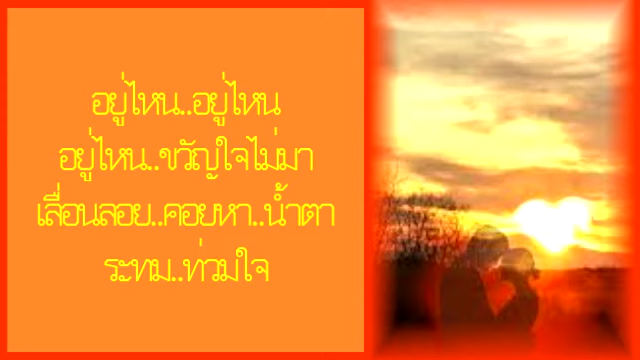 อยู่ไหน..อยู่ไหน
อยู่ไหน..ขวัญใจไม่มา
เลื่อนลอย..คอยหา..น้ำตา
ระทม..ท่วมใจ